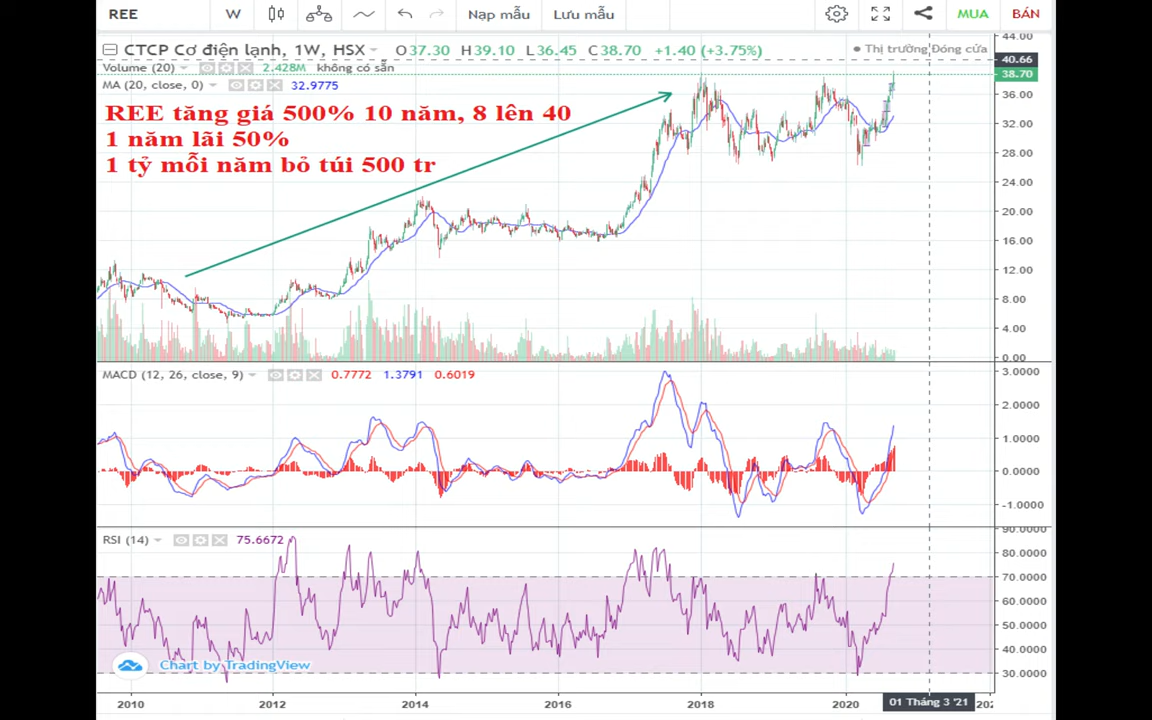 REE W Nạp mẫu Lưu mẫu MUA BÁN
CTCP Cơ điện lạnh, 1W, HSX O37.30 H39.10 L36.45 C38.70 +1.40 (+3.75%) Thị trường Đóng cửa
Volume (20) 2.428M không có sẵn
MA (20, close, 0) 32.9775
REE tăng giá 500% 10 năm, 8 lên 40
1 năm lãi 50%
1 tỷ mỗi năm bỏ túi 500 tr
44.00
40.66
38.70
36.00
32.00
28.00
24.00
20.00
16.00
12.00
8.00
4.00
0.00
MACD (12, 26, close, 9) 0.7772 1.3791 0.6019
3.0000
2.0000
1.0000
0.0000
-1.0000
RSI (14) 75.6672
90.0000
80.0000
70.0000
60.0000
50.0000
40.0000
30.0000
Chart by TradingView
2010 2012 2014 2016 2018 2020 01 Tháng 3 '21